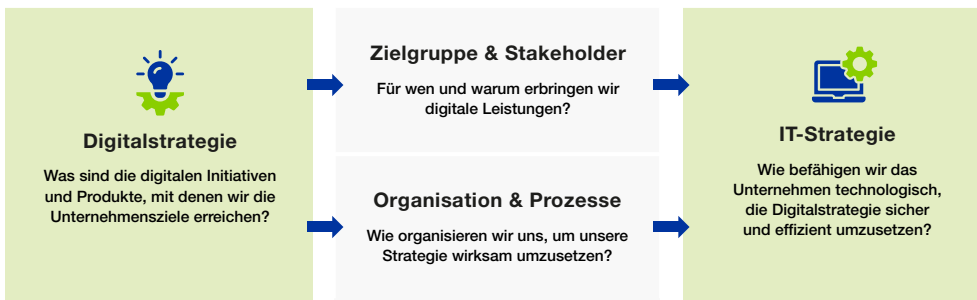 Digitalstrategie
Was sind die digitalen Initiativen
und Produkte, mit denen wir die
Unternehmensziele erreichen?
Zielgruppe & Stakeholder
Für wen und warum erbringen wir
digitale Leistungen?
Organisation & Prozesse
Wie organisieren wir uns, um unsere
Strategie wirksam umzusetzen?
IT-Strategie
Wie befähigen wir das
Unternehmen technologisch,
die Digitalstrategie sicher
und effizient umzusetzen?